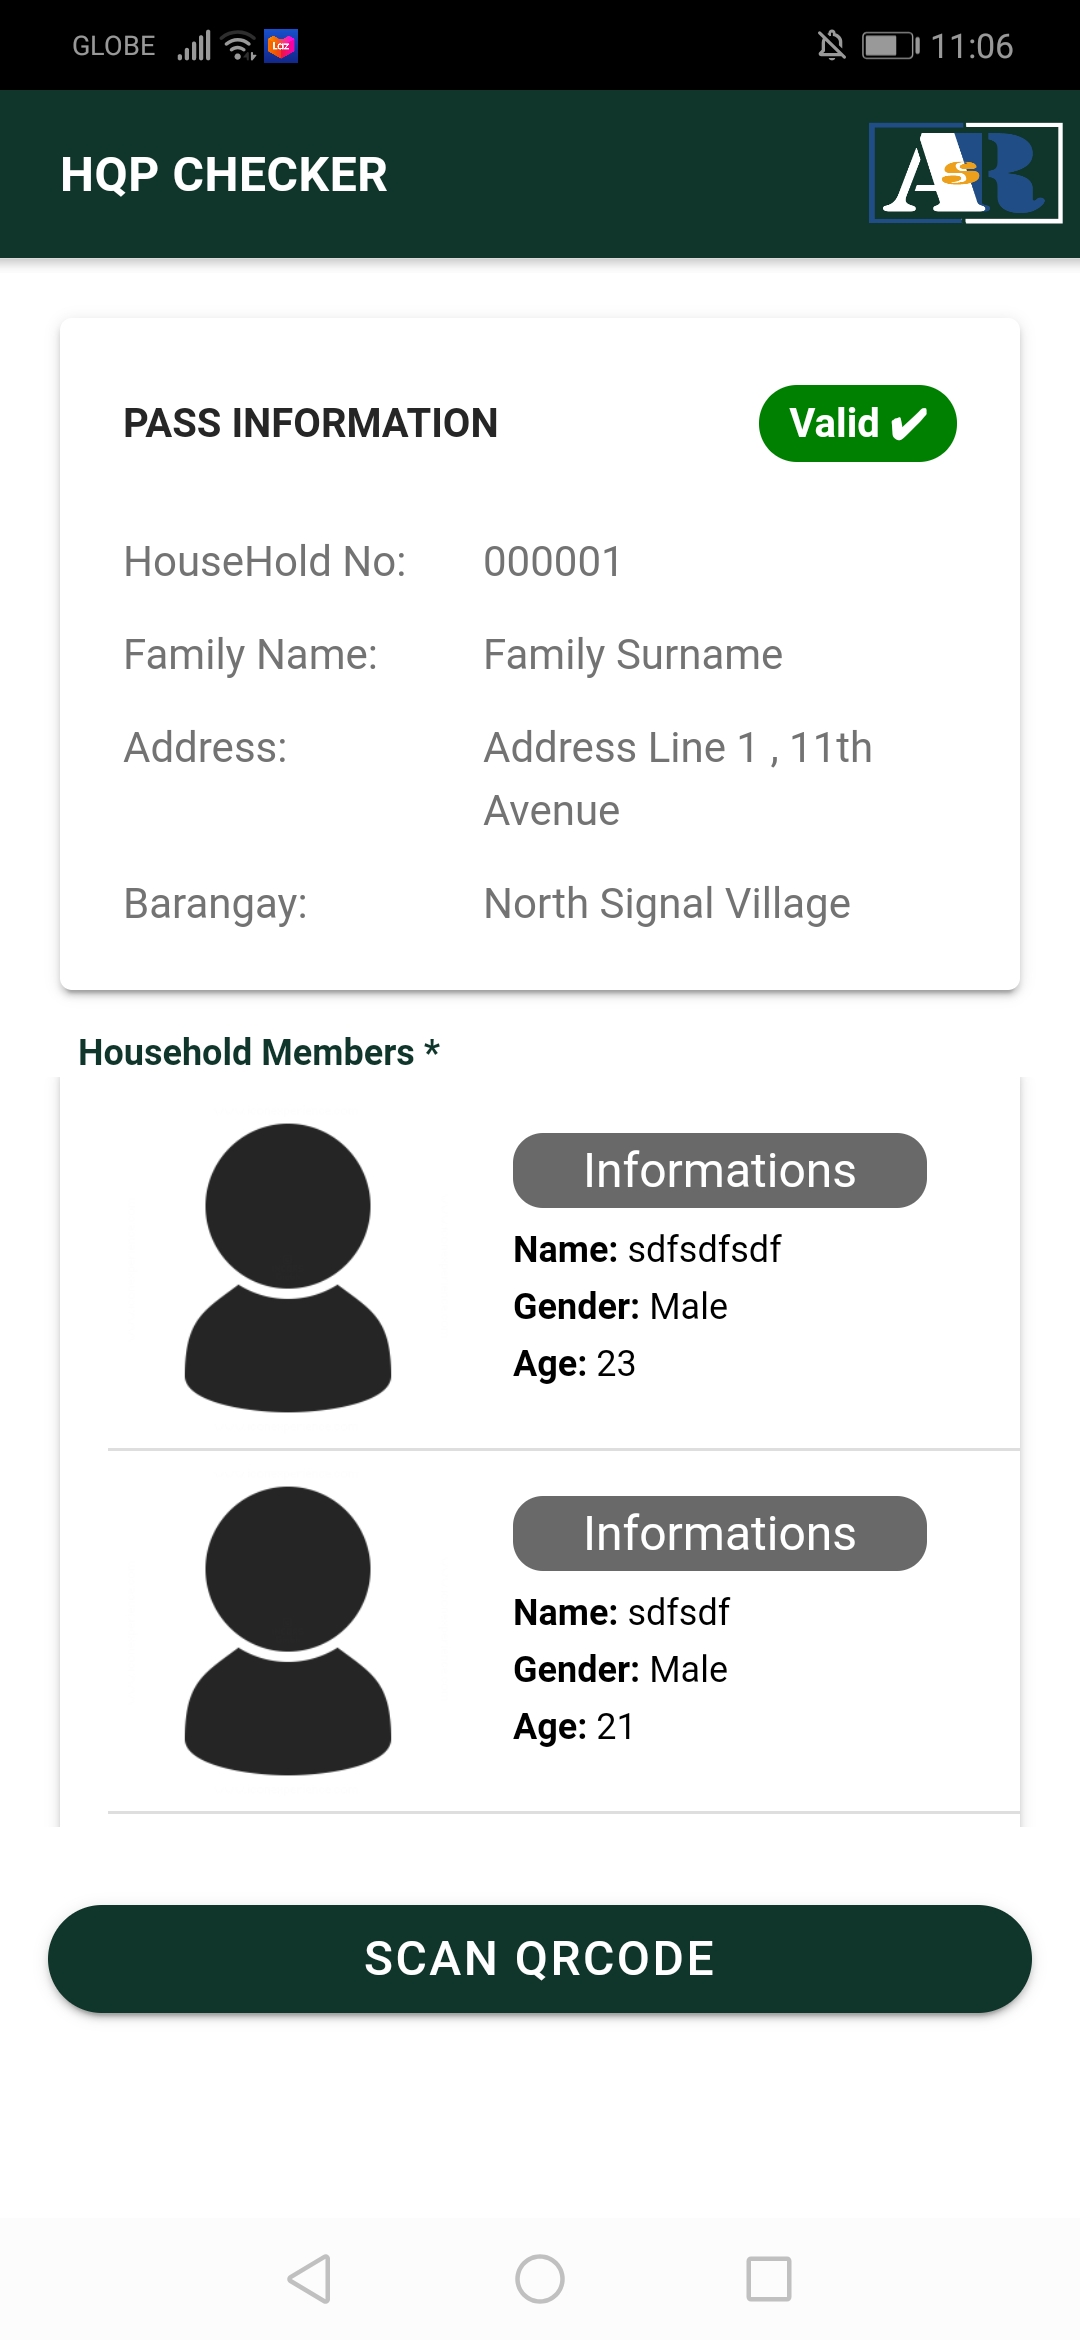 GLOBE Laz 11:06
HQP CHECKER ASR
PASS INFORMATION Valid ✔
HouseHold No: 000001
Family Name: Family Surname
Address: Address Line 1 , 11th
Avenue
Barangay: North Signal Village
Household Members *
Informations
Name: sdfsdfsdf
Gender: Male
Age: 23
Informations
Name: sdfsdf
Gender: Male
Age: 21
SCAN QRCODE